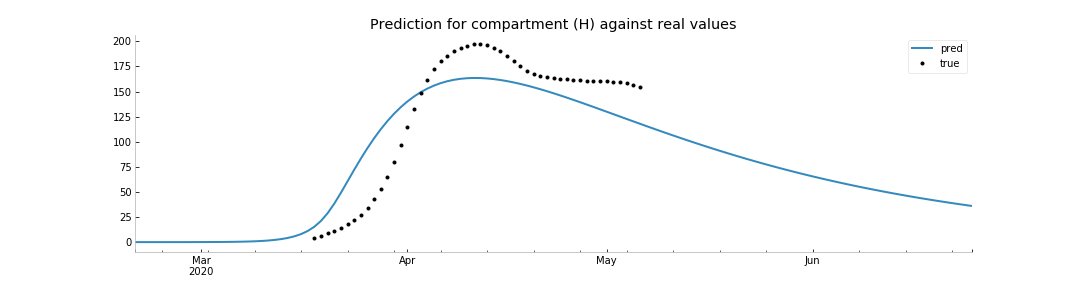 Prediction for compartment (H) against real values
200
175
150
125
100
75
50
25
0
pred
true
Mar
2020
Apr
May
Jun